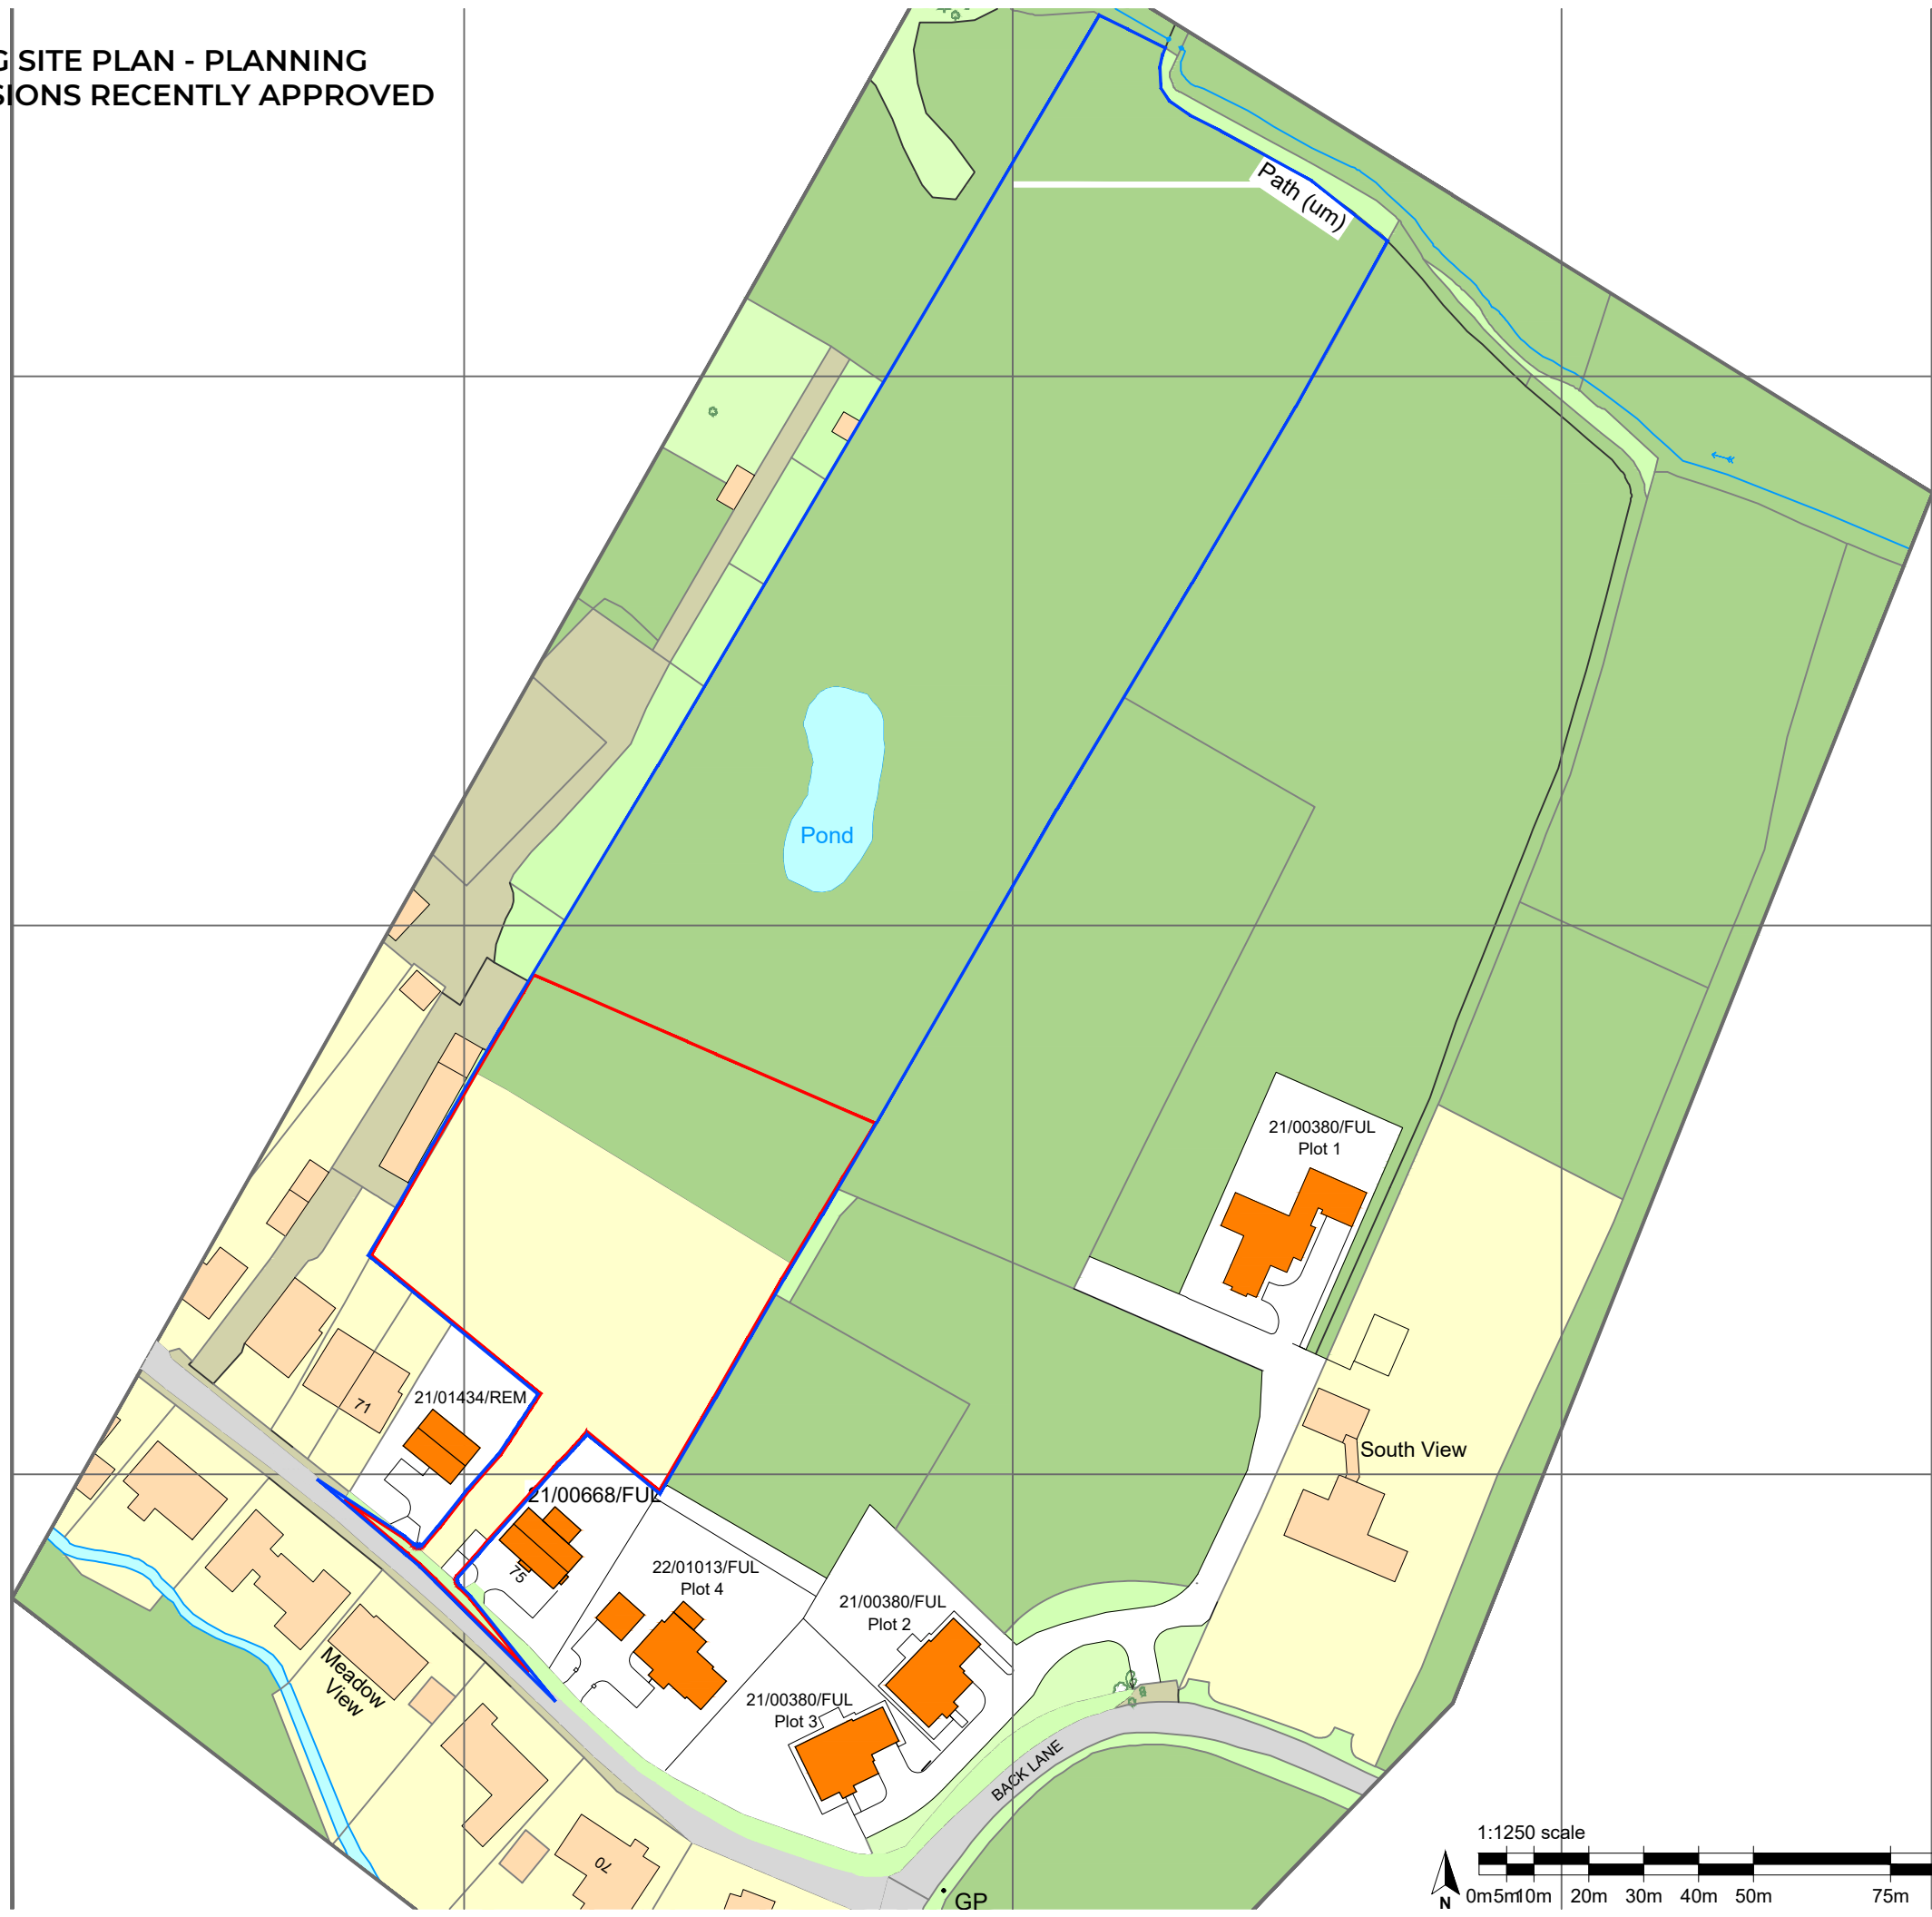 G SITE PLAN - PLANNING
SIONS RECENTLY APPROVED
Path (um)
Pond
21/00380/FUL
Plot 1
21/01434/REM
71
South View
21/00668/FUL
75
22/01013/FUL
Plot 4
21/00380/FUL
Plot 2
Meadow
View
21/00380/FUL
Plot 3
BACK LANE
70
GP
1:1250 scale
N
0m 5m 10m 20m 30m 40m 50m 75m